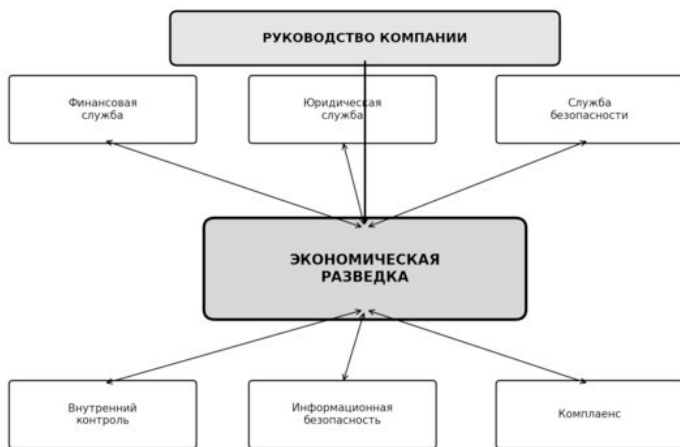 РУКОВОДСТВО КОМПАНИИ
Финансовая
служба
Юридическая
служба
Служба
безопасности
ЭКОНОМИЧЕСКАЯ
РАЗВЕДКА
Внутренний
контроль
Информационная
безопасность
Комплаенс